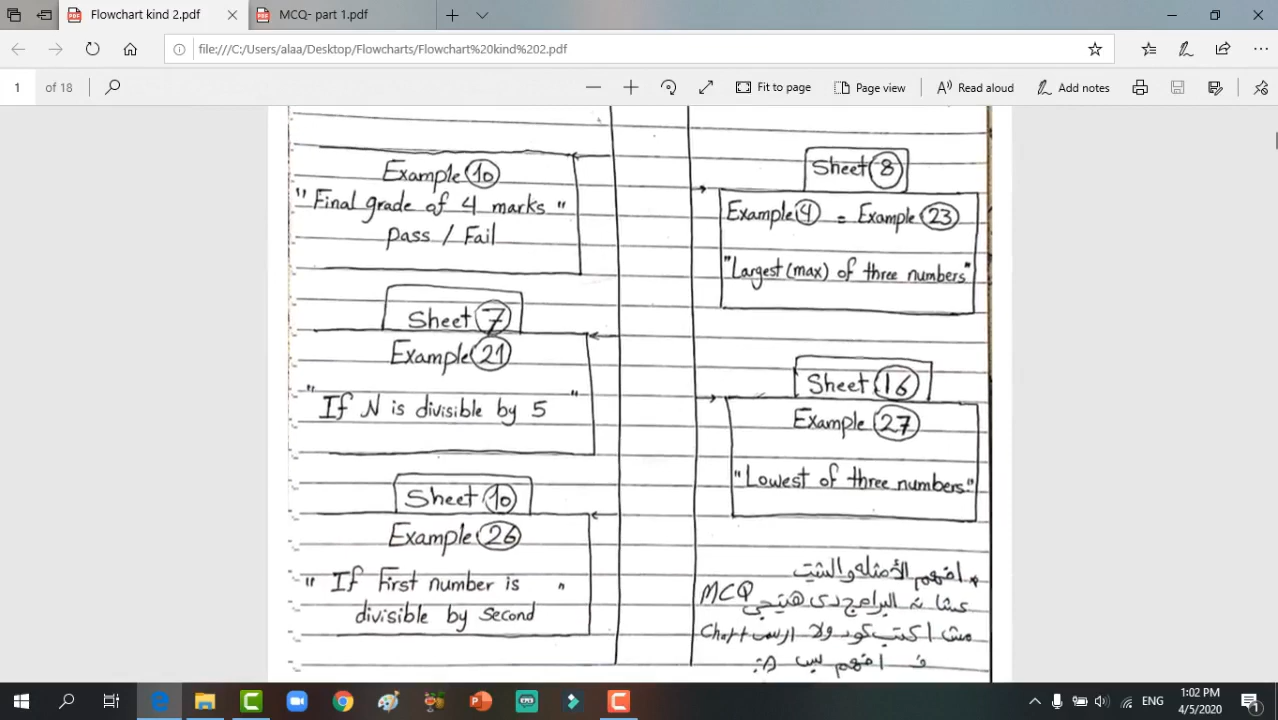 Flowchart kind 2.pdf
MCQ- part 1.pdf
file:///C:/Users/alaa/Desktop/Flowcharts/Flowchart%20kind%202.pdf
1 of 18
Fit to page
Page view
Read aloud
Add notes
Example 10
"Final grade of 4 marks"
pass / Fail
Sheet 7
Example 21
"If N is divisible by 5"
Sheet 10
Example 26
"If First number is"
divisible by Second
Sheet 8
Example 4 = Example 23
"Largest (max) of three numbers"
Sheet 16
Example 27
"Lowest of three numbers"
* افهم الأمثله والشيت
عشان البرامج دى هتيجي MCQ
مش اكتب كود ولا ارسم Chart
ف افهم بس :A
ENG
1:02 PM
4/5/2020
1